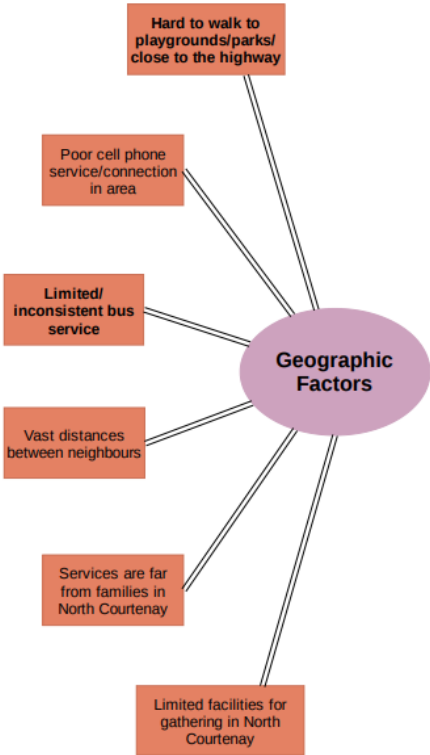 Hard to walk to
playgrounds/parks/
close to the highway
Poor cell phone
service/connection
in area
Limited/
inconsistent bus
service
Geographic
Factors
Vast distances
between neighbours
Services are far
from families in
North Courtenay
Limited facilities for
gathering in North
Courtenay